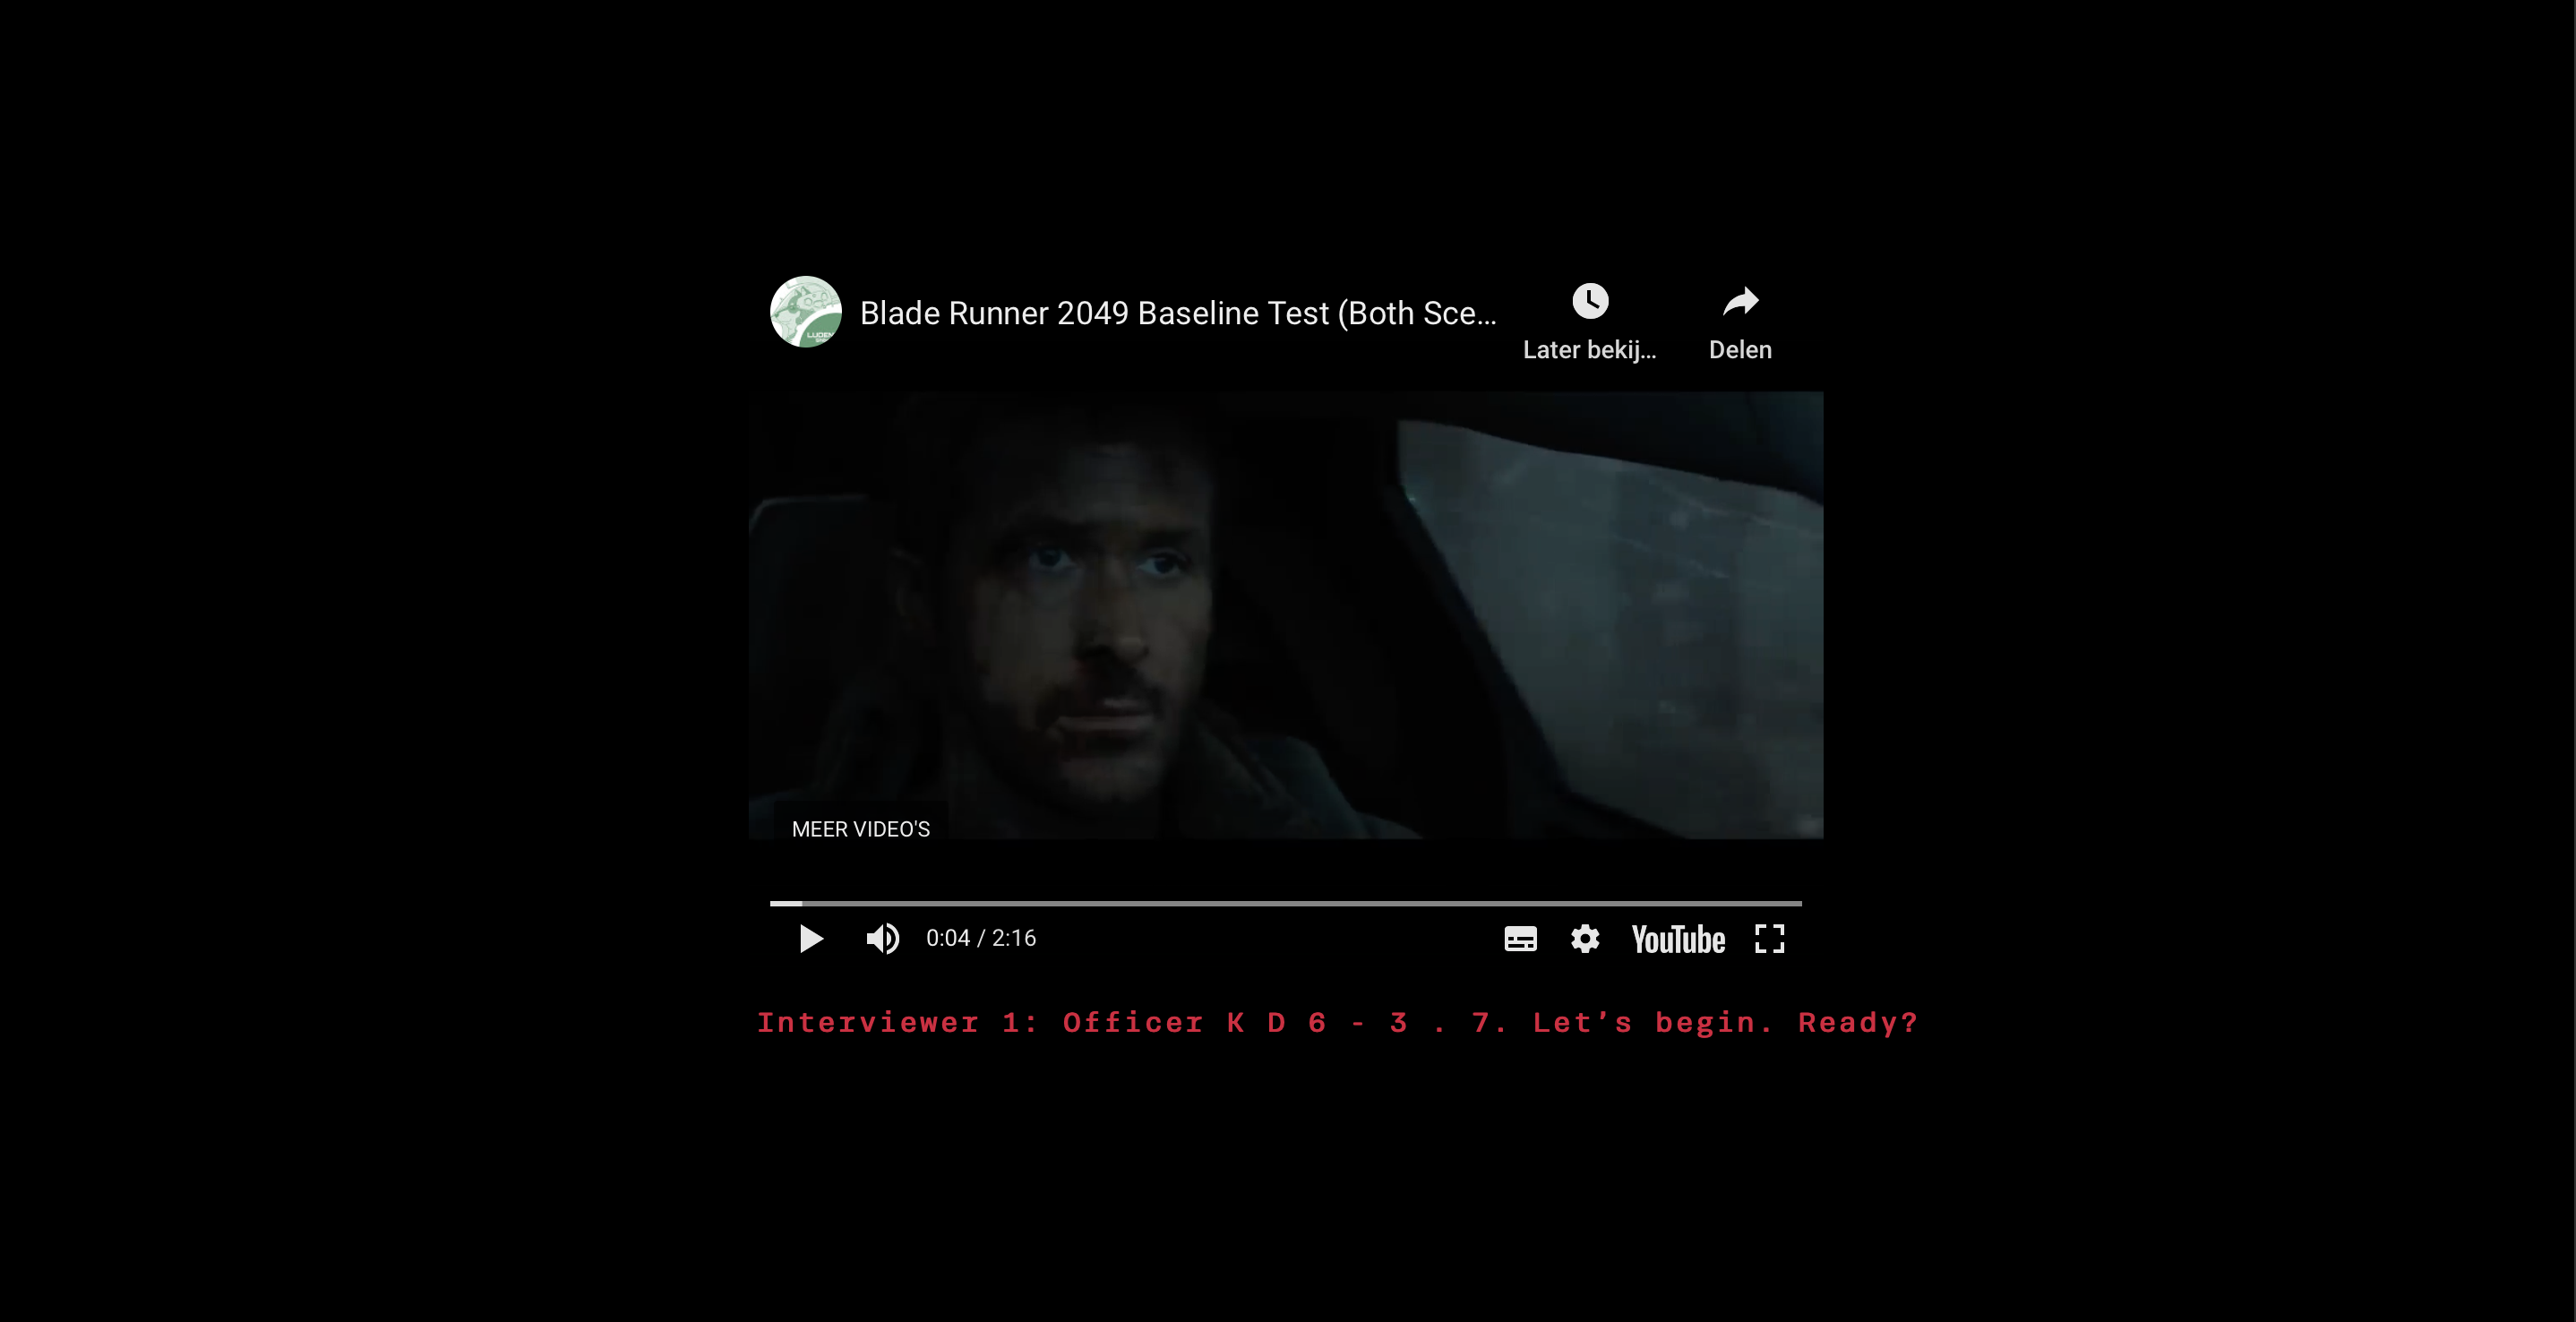 Blade Runner 2049 Baseline Test (Both Sce...
Later bekij...
Delen
MEER VIDEO'S
0:04 / 2:16
YouTube
Interviewer 1: Officer K D 6 - 3 . 7. Let’s begin. Ready?